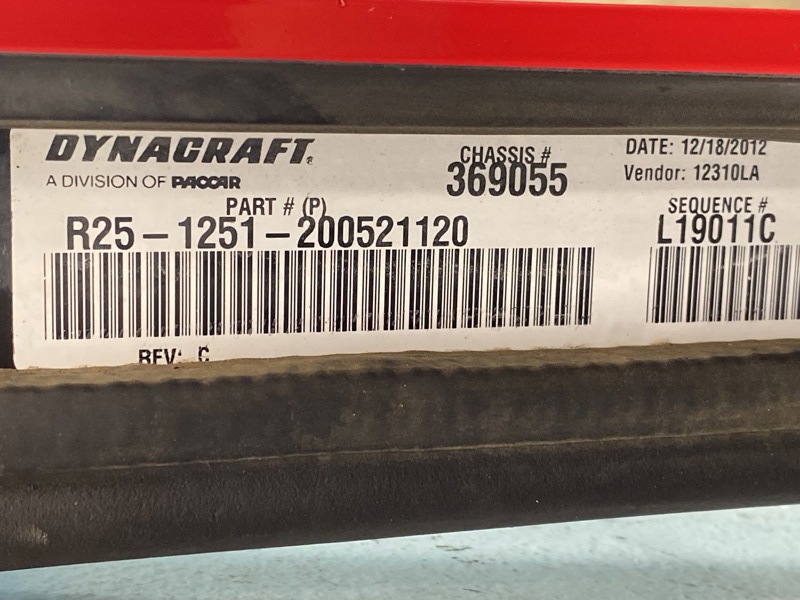 DYNACRAFT®
A DIVISION OF PACCAR
CHASSIS #
369055
DATE: 12/18/2012
Vendor: 12310LA
PART # (P)
R25-1251-200521120
SEQUENCE #
L19011C
REV: C